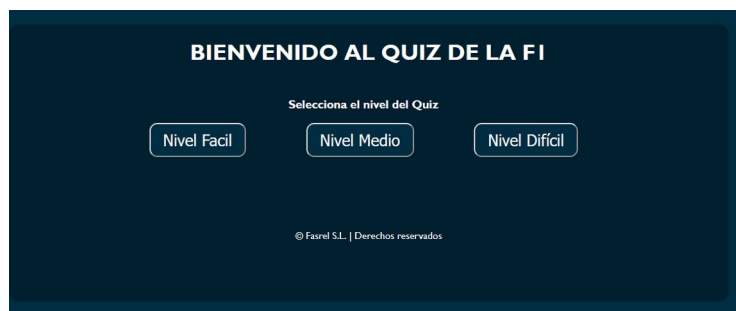 BIENVENIDO AL QUIZ DE LA F1
Selecciona el nivel del Quiz
Nivel Facil
Nivel Medio
Nivel Difícil
© Fasrel S.L. | Derechos reservados